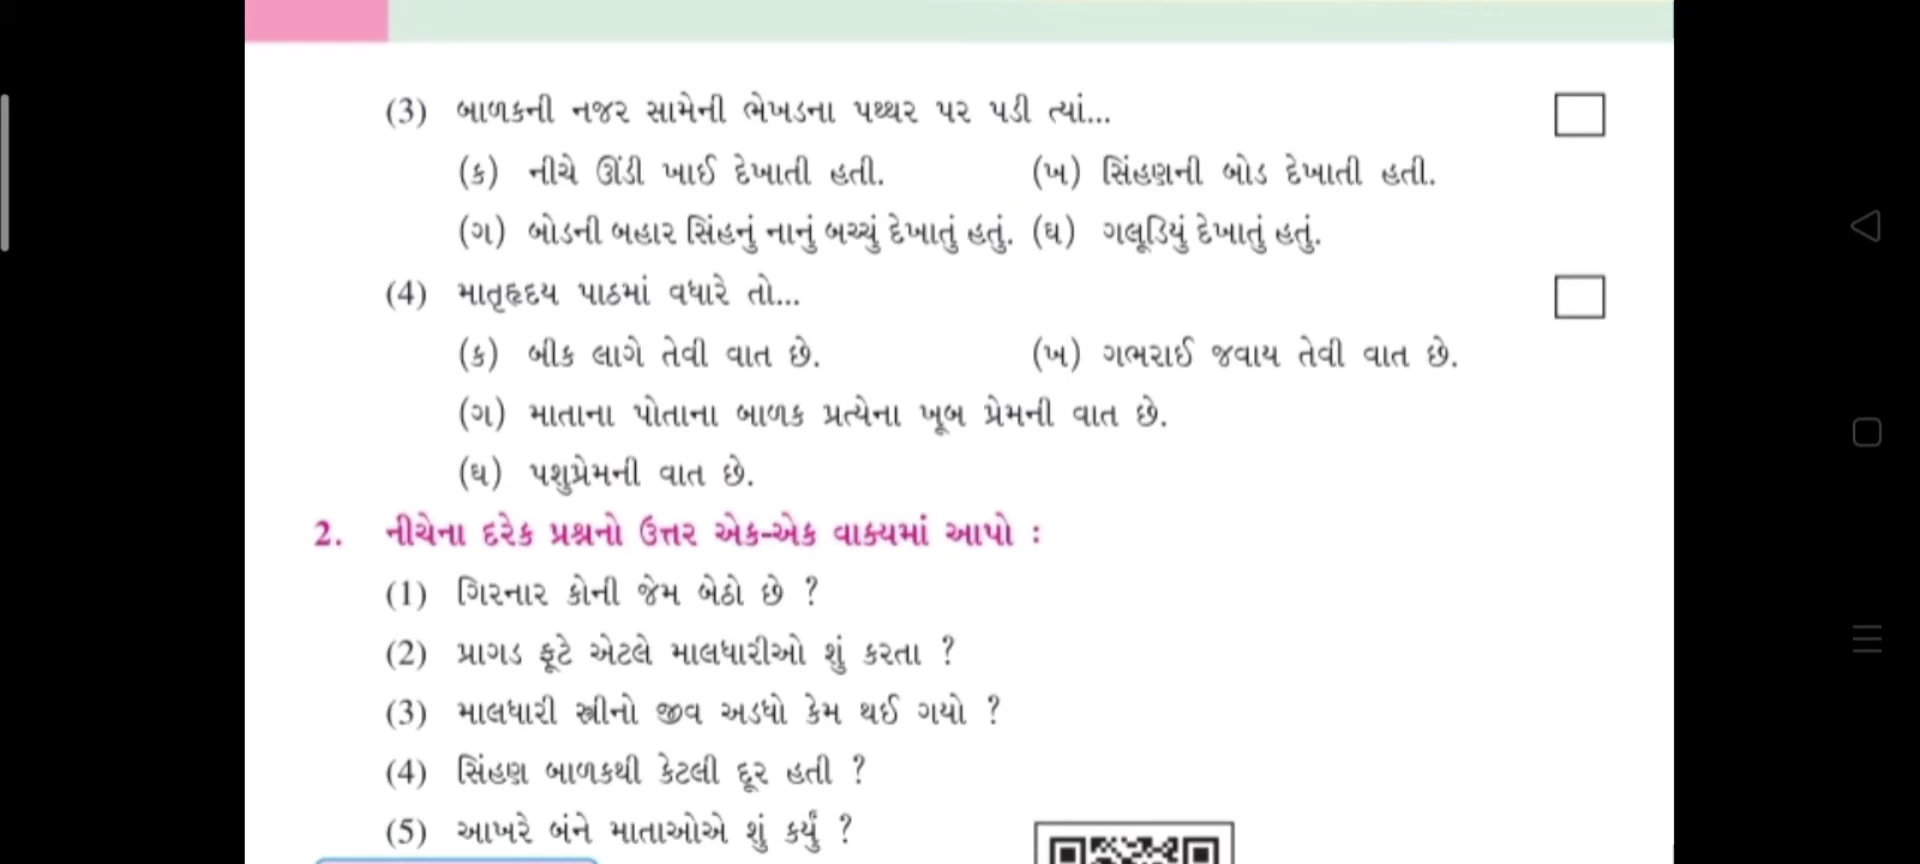 (3) બાળકની નજર સામેની ભેખડના પથ્થર પર પડી ત્યાં...
(ક) નીચે ઊંડી ખાઈ દેખાતી હતી. (ખ) સિંહણની બોડ દેખાતી હતી.
(ગ) બોડની બહાર સિંહનું નાનું બચ્ચું દેખાતું હતું. (ઘ) ગલૂડિયું દેખાતું હતું.
(4) માતૃહૃદય પાઠમાં વધારે તો...
(ક) બીક લાગે તેવી વાત છે. (ખ) ગભરાઈ જવાય તેવી વાત છે.
(ગ) માતાના પોતાના બાળક પ્રત્યેના ખૂબ પ્રેમની વાત છે.
(ઘ) પશુપ્રેમની વાત છે.
2. નીચેના દરેક પ્રશ્નનો ઉત્તર એક-એક વાક્યમાં આપો :
(1) ગિરનાર કોની જેમ બેઠો છે ?
(2) પ્રાગડ ફૂટે એટલે માલધારીઓ શું કરતા ?
(3) માલધારી સ્ત્રીનો જીવ અડધો કેમ થઈ ગયો ?
(4) સિંહણ બાળકથી કેટલી દૂર હતી ?
(5) આખરે બંને માતાઓએ શું કર્યું ?